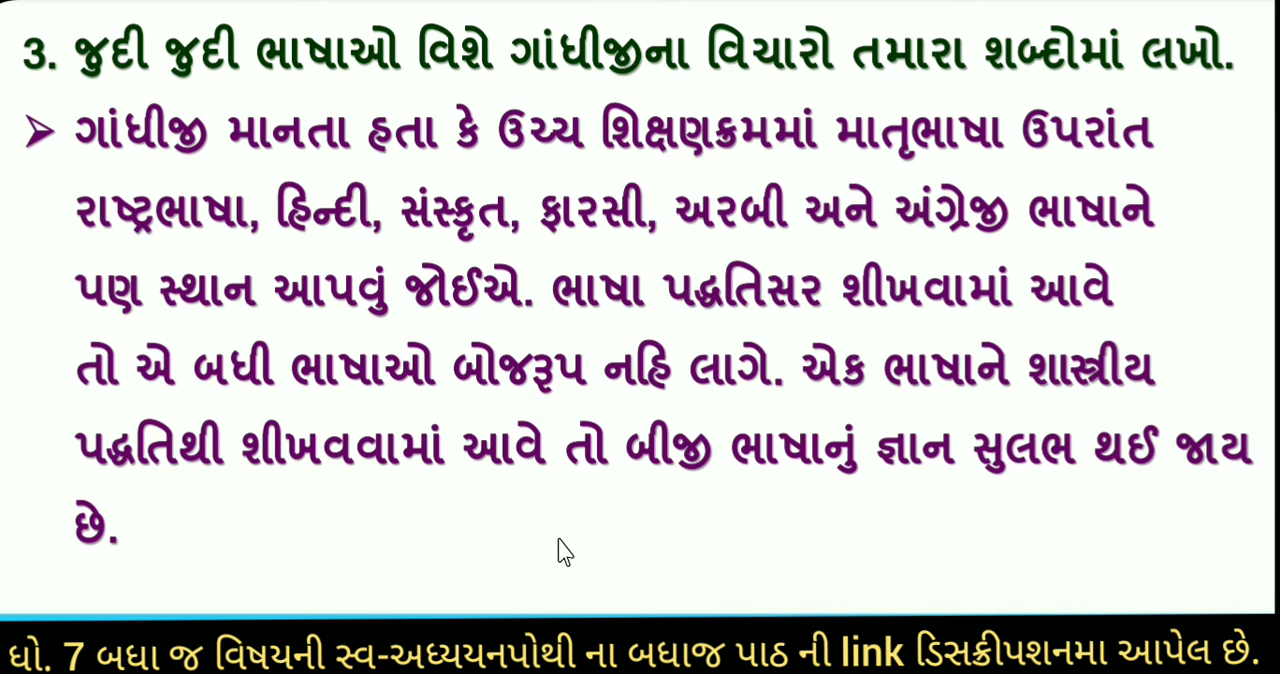 3. જુદી જુદી ભાષાઓ વિશે ગાંધીજીના વિચારો તમારા શબ્દોમાં લખો.
➢ ગાંધીજી માનતા હતા કે ઉચ્ચ શિક્ષણક્રમમાં માતૃભાષા ઉપરાંત
રાષ્ટ્રભાષા, હિન્દી, સંસ્કૃત, ફારસી, અરબી અને અંગ્રેજી ભાષાને
પણ સ્થાન આપવું જોઈએ. ભાષા પદ્ધતિસર શીખવામાં આવે
તો એ બધી ભાષાઓ બોજરૂપ નહિ લાગે. એક ભાષાને શાસ્ત્રીય
પદ્ધતિથી શીખવવામાં આવે તો બીજી ભાષાનું જ્ઞાન સુલભ થઈ જાય
છે.
ધો. 7 બધા જ વિષયની સ્વ-અધ્યયનપોથી ના બધાજ પાઠ ની link ડિસક્રીપશનમા આપેલ છે.